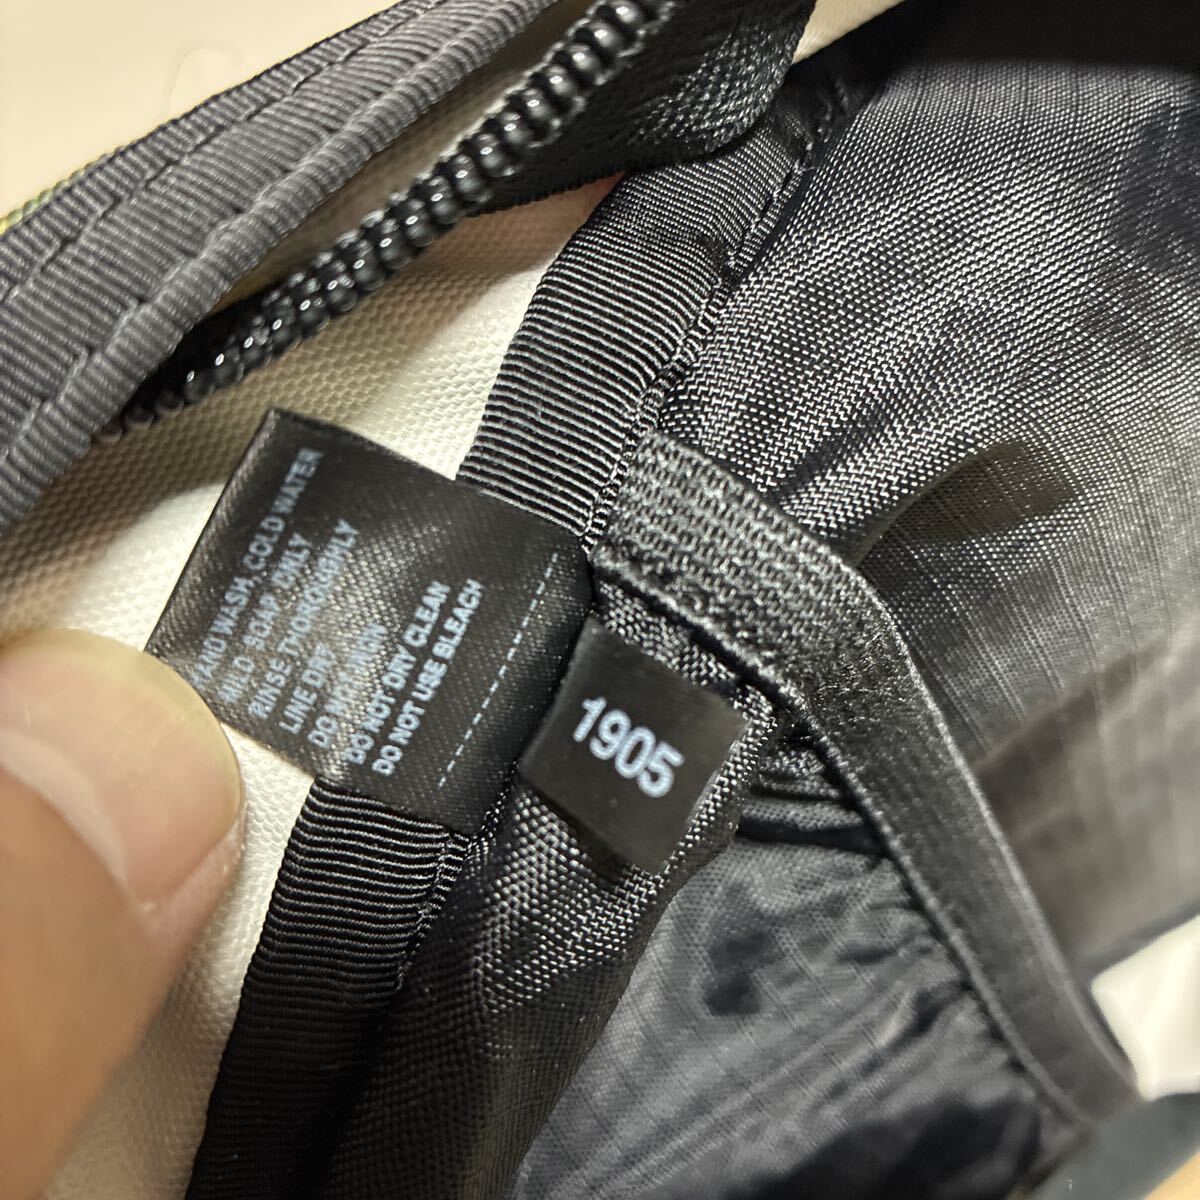 HAND WASH, COLD WATER
MILD SOAP ONLY
RINSE THOROUGHLY
LINE DRY
DO NOT IRON
DO NOT DRY CLEAN
DO NOT USE BLEACH
1905